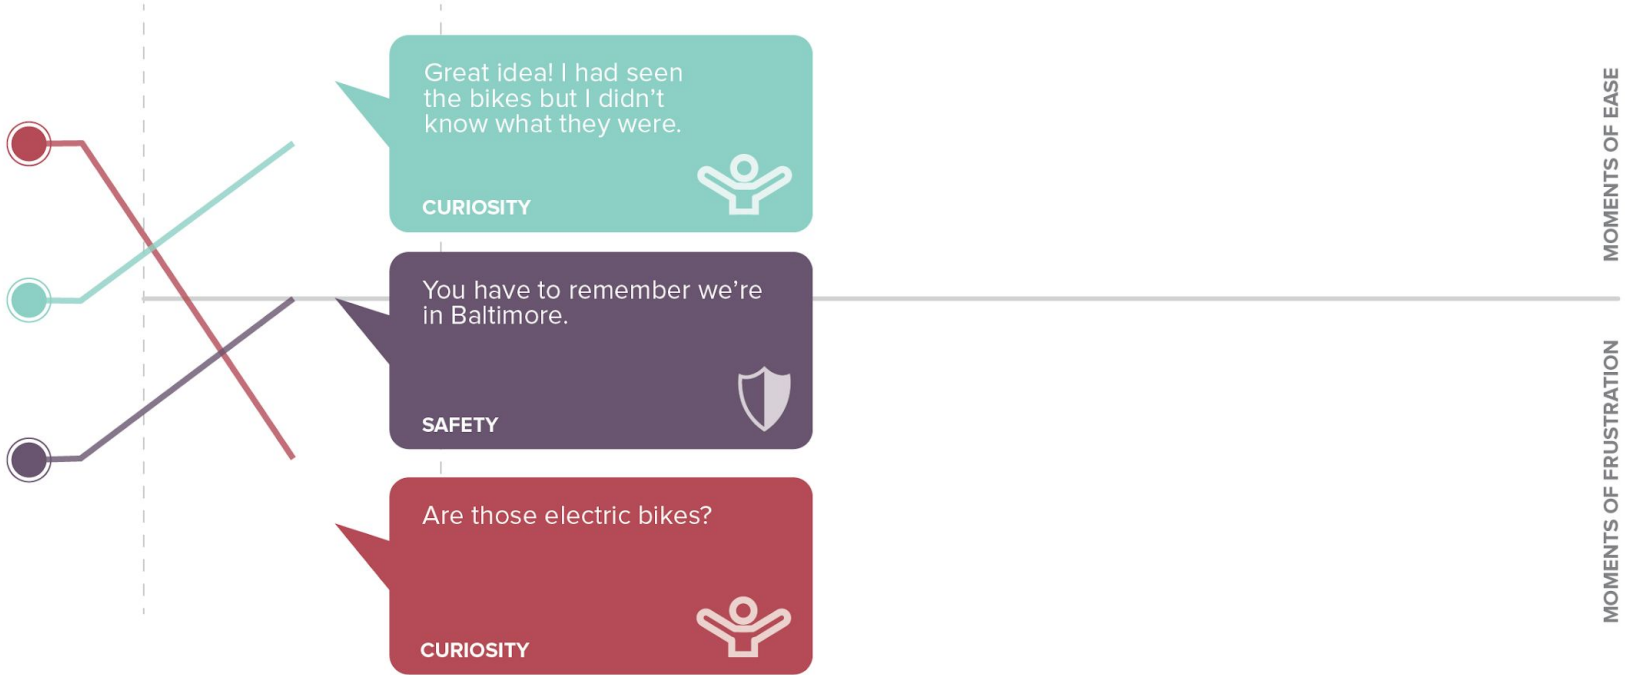 Great idea! I had seen
the bikes but I didn’t
know what they were.
CURIOSITY
You have to remember we’re
in Baltimore.
SAFETY
Are those electric bikes?
CURIOSITY
MOMENTS OF EASE
MOMENTS OF FRUSTRATION